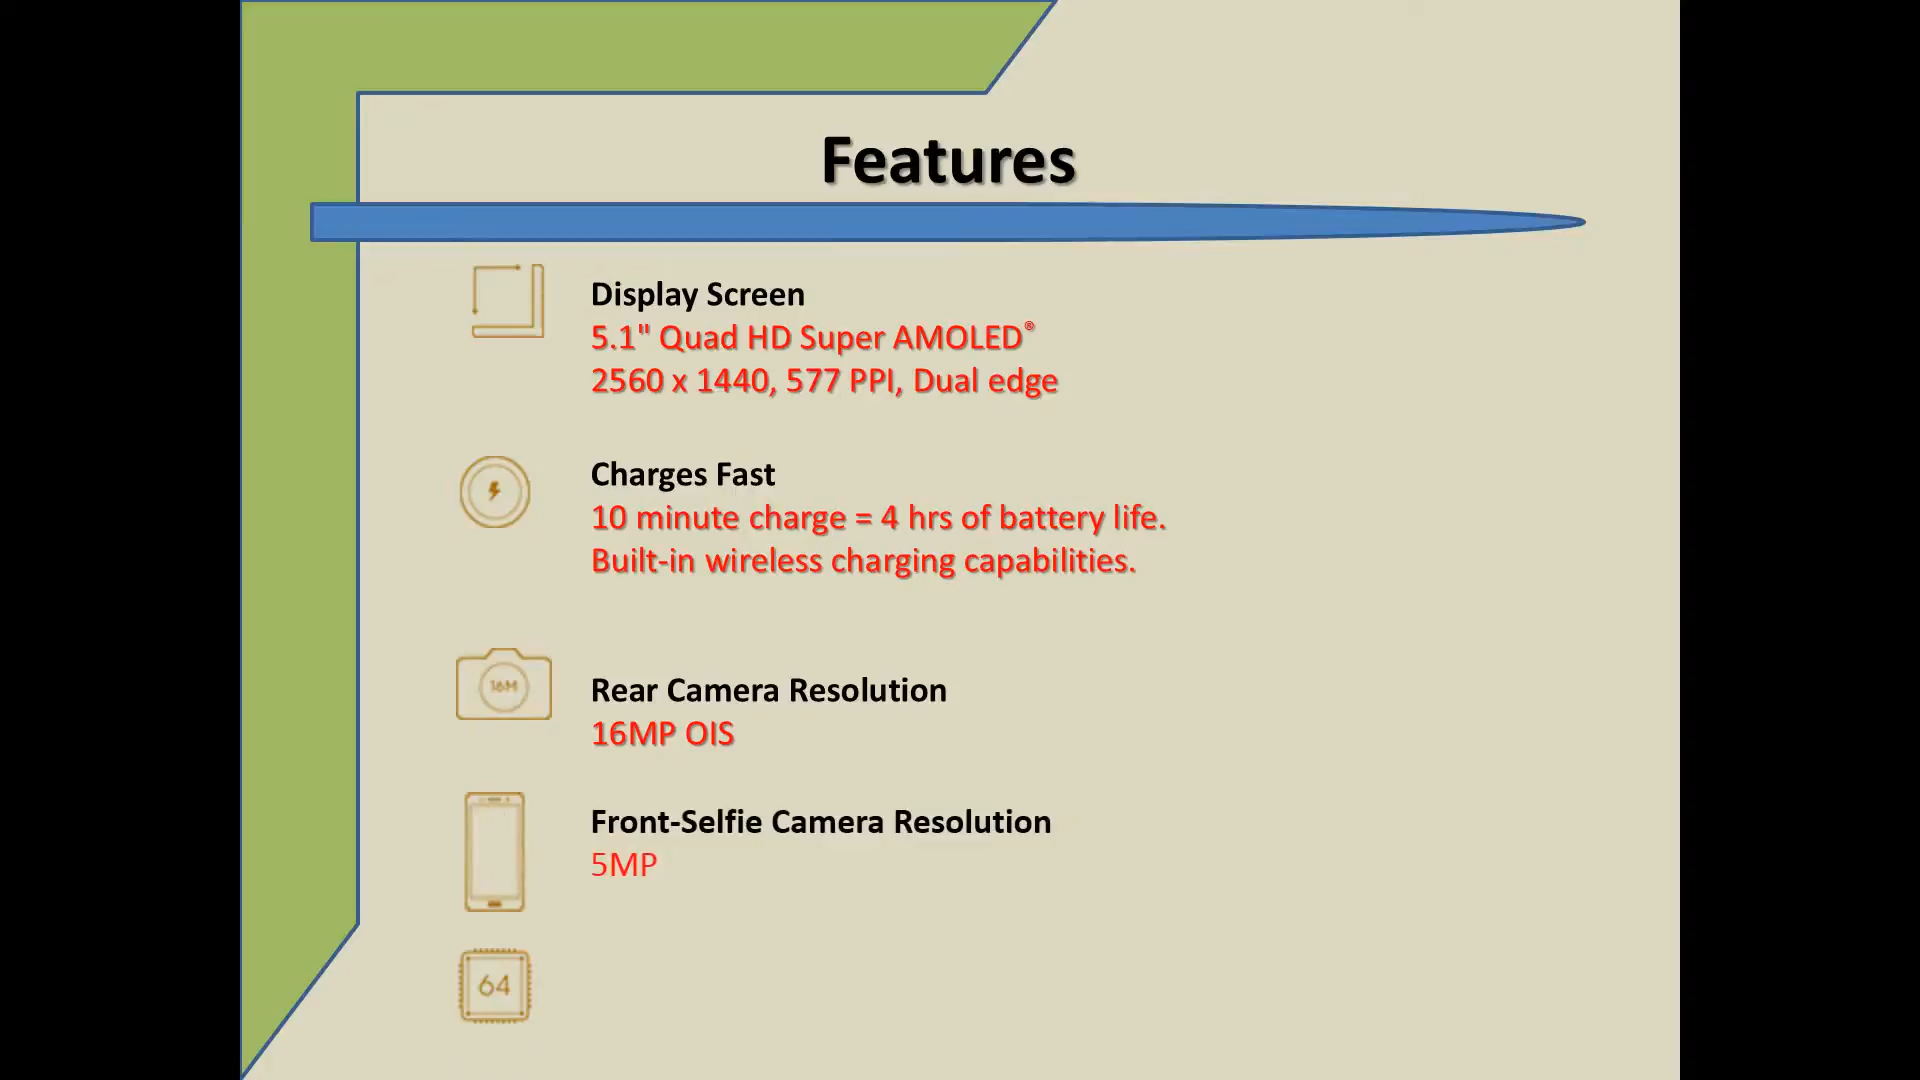 Features
Display Screen
5.1" Quad HD Super AMOLED®
2560 x 1440, 577 PPI, Dual edge
Charges Fast
10 minute charge = 4 hrs of battery life.
Built-in wireless charging capabilities.
16M
Rear Camera Resolution
16MP OIS
Front-Selfie Camera Resolution
5MP
64